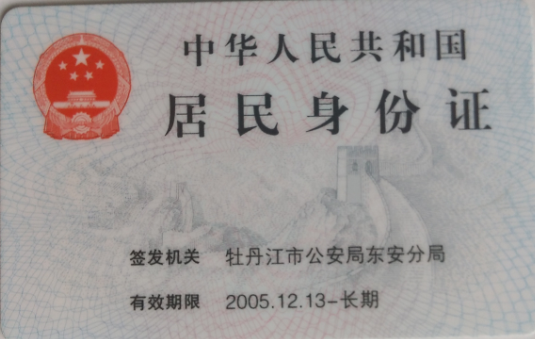 中华人民共和国
居民身份证
签发机关 牡丹江市公安局东安分局
有效期限 2005.12.13-长期